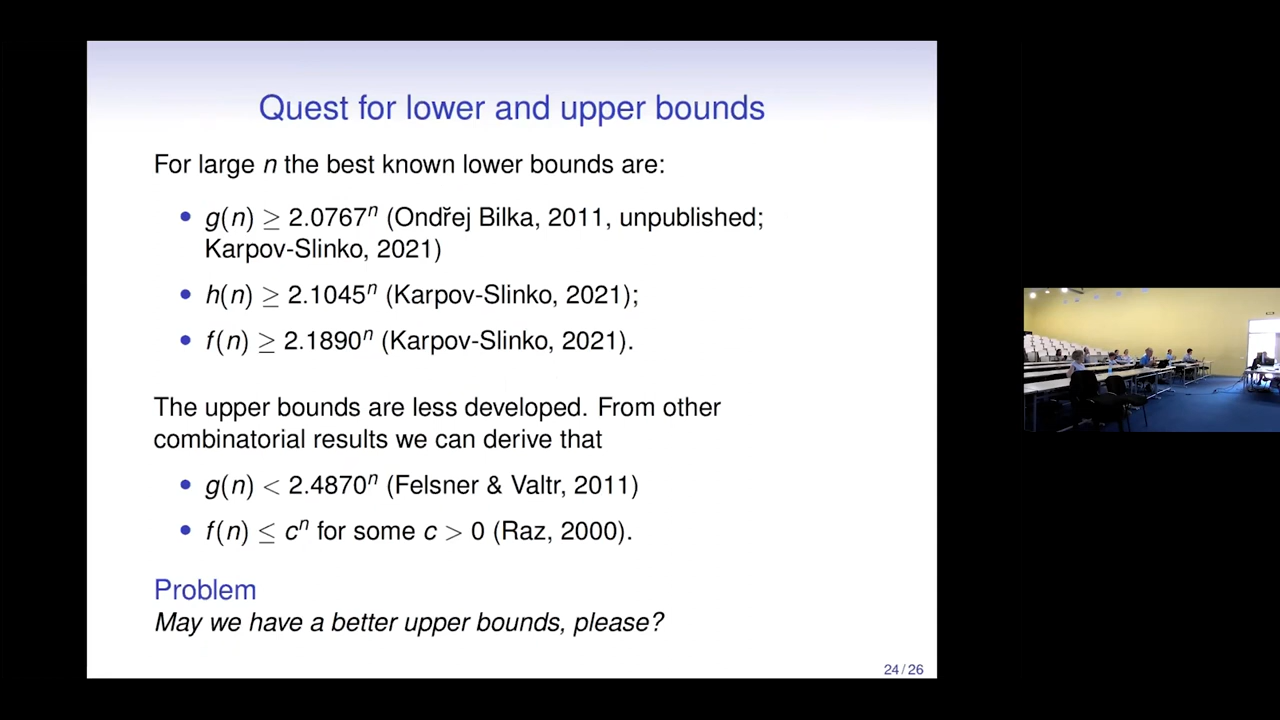 Quest for lower and upper bounds
For large n the best known lower bounds are:
• g(n) ≥ 2.0767ⁿ (Ondřej Bilka, 2011, unpublished;
Karpov-Slinko, 2021)
• h(n) ≥ 2.1045ⁿ (Karpov-Slinko, 2021);
• f(n) ≥ 2.1890ⁿ (Karpov-Slinko, 2021).
The upper bounds are less developed. From other
combinatorial results we can derive that
• g(n) < 2.4870ⁿ (Felsner & Valtr, 2011)
• f(n) ≤ cⁿ for some c > 0 (Raz, 2000).
Problem
May we have a better upper bounds, please?
24 / 26